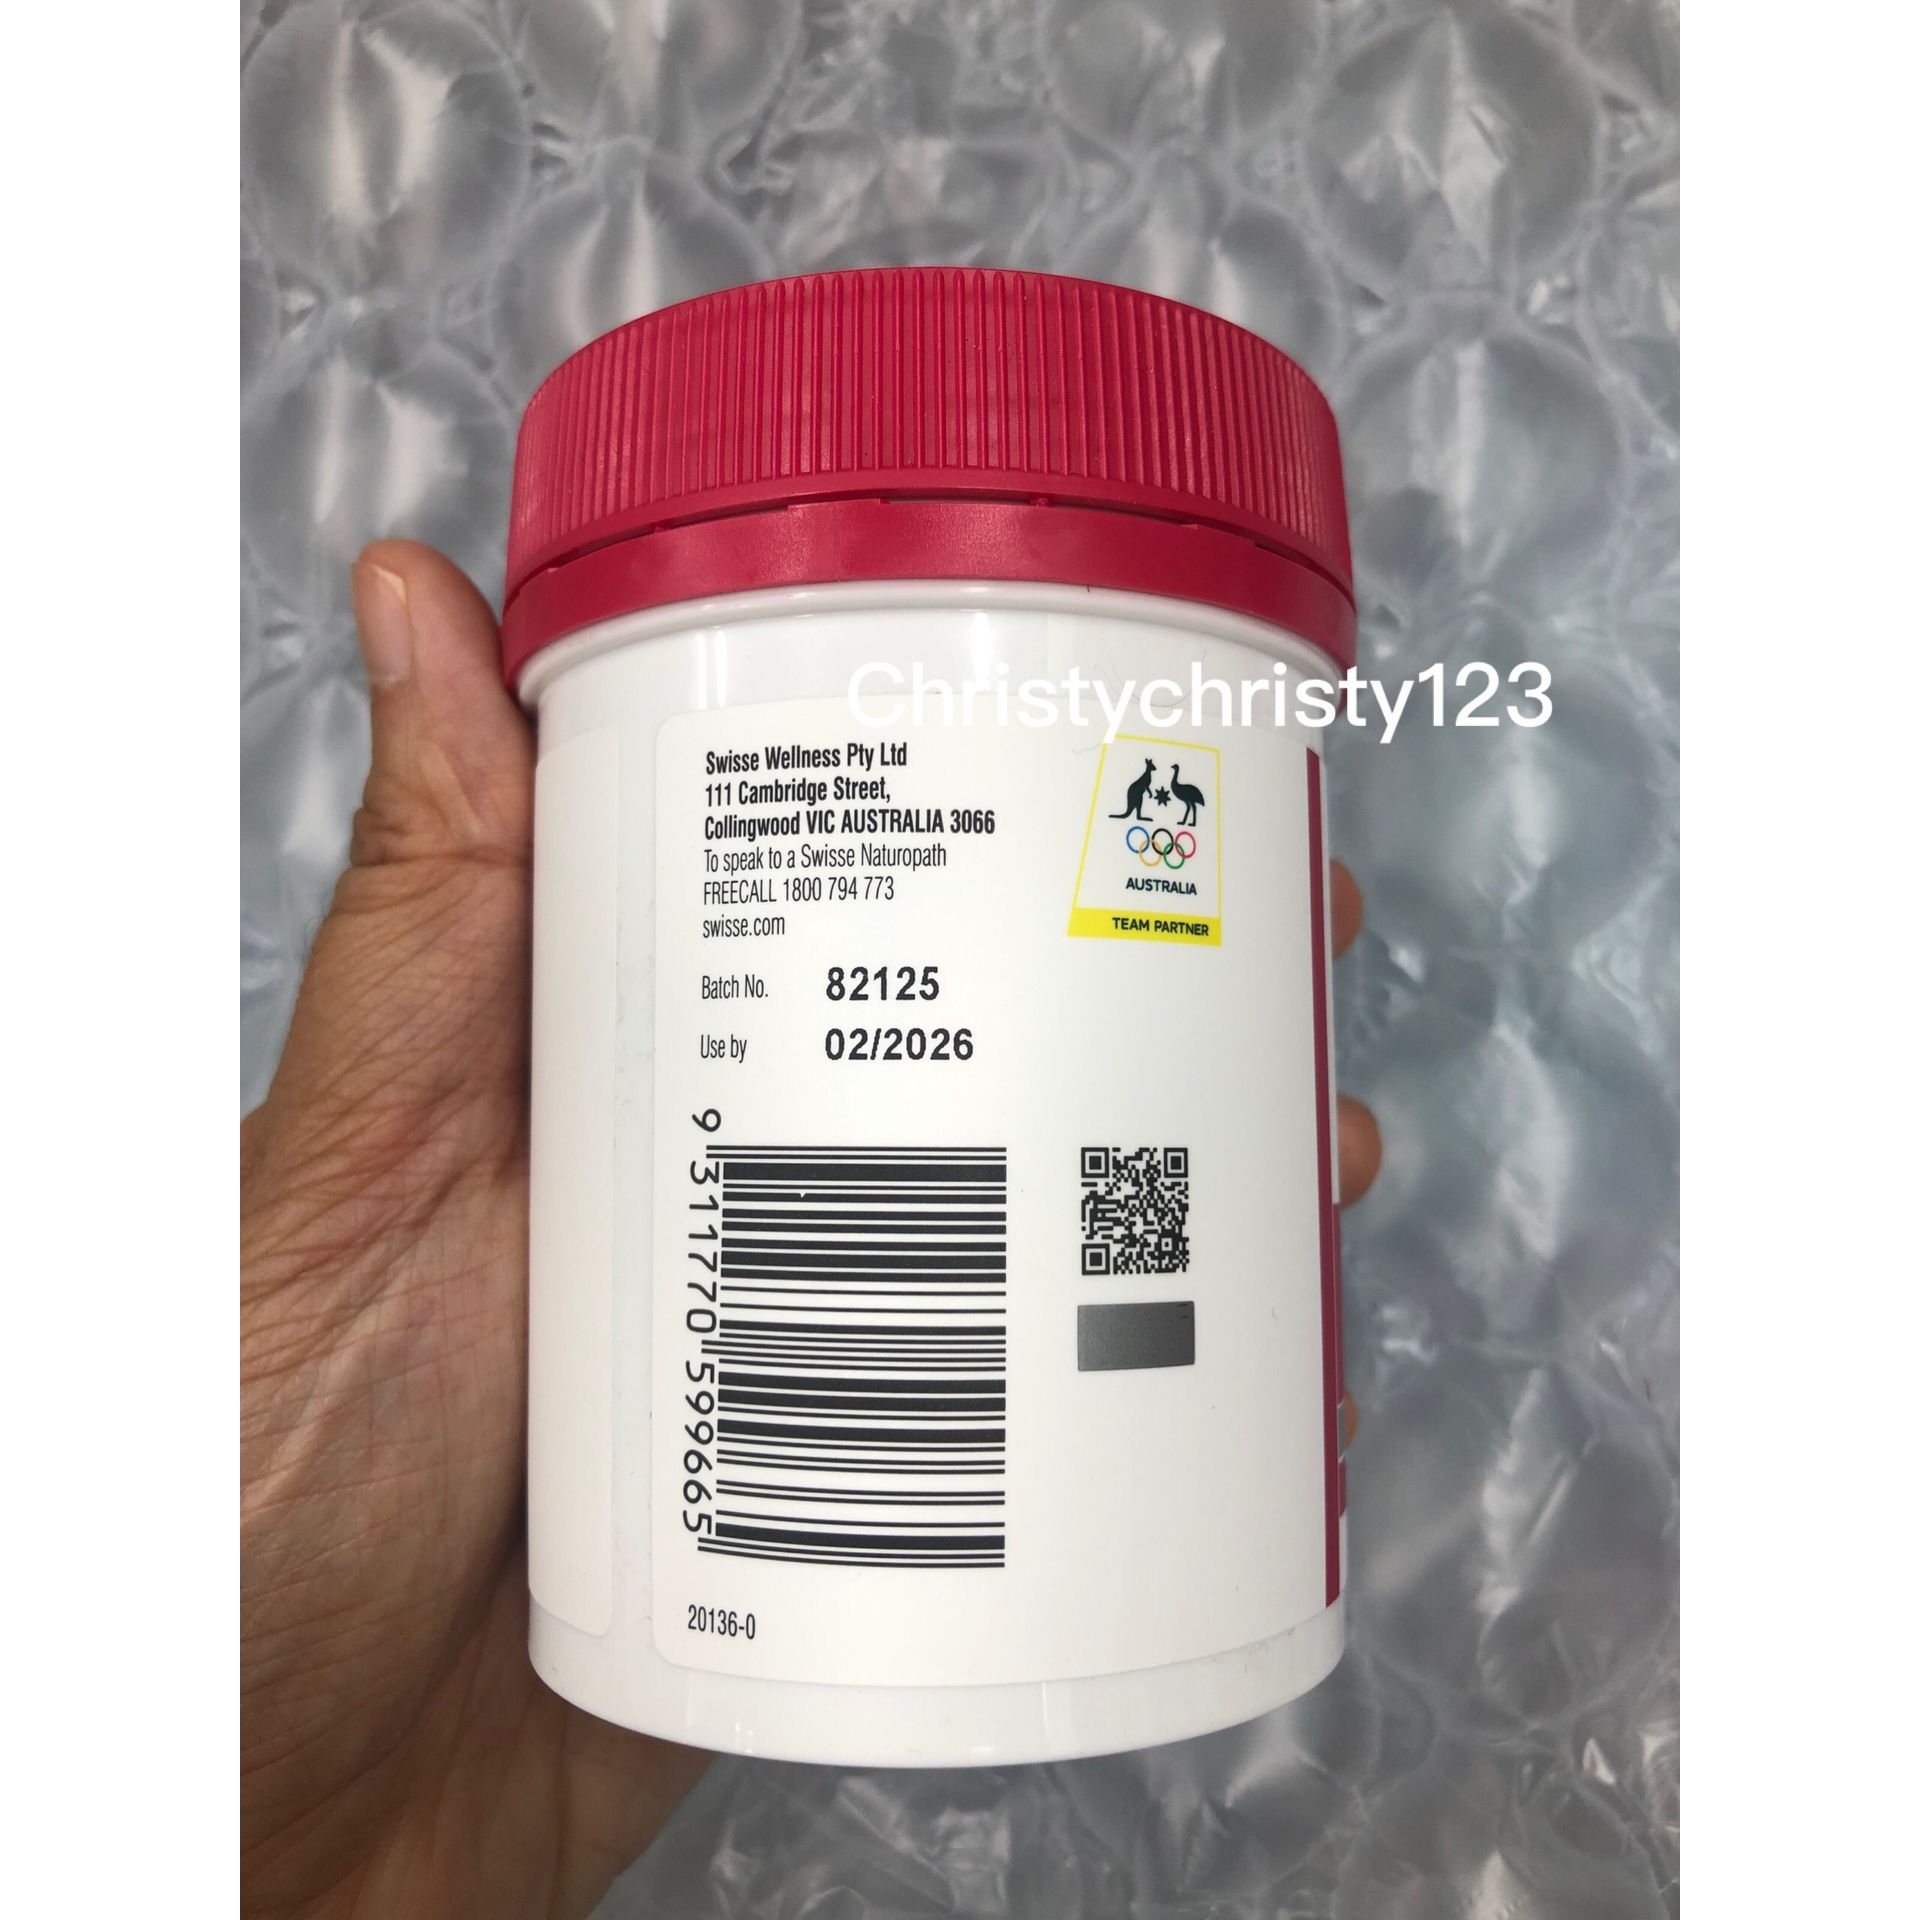 Christychristy123
Swisse Wellness Pty Ltd
111 Cambridge Street,
Collingwood VIC AUSTRALIA 3066
To speak to a Swisse Naturopath
FREECALL 1800 794 773
swisse.com
AUSTRALIA
TEAM PARTNER
Batch No. 82125
Use by 02/2026
9 311770 599665
20136-0